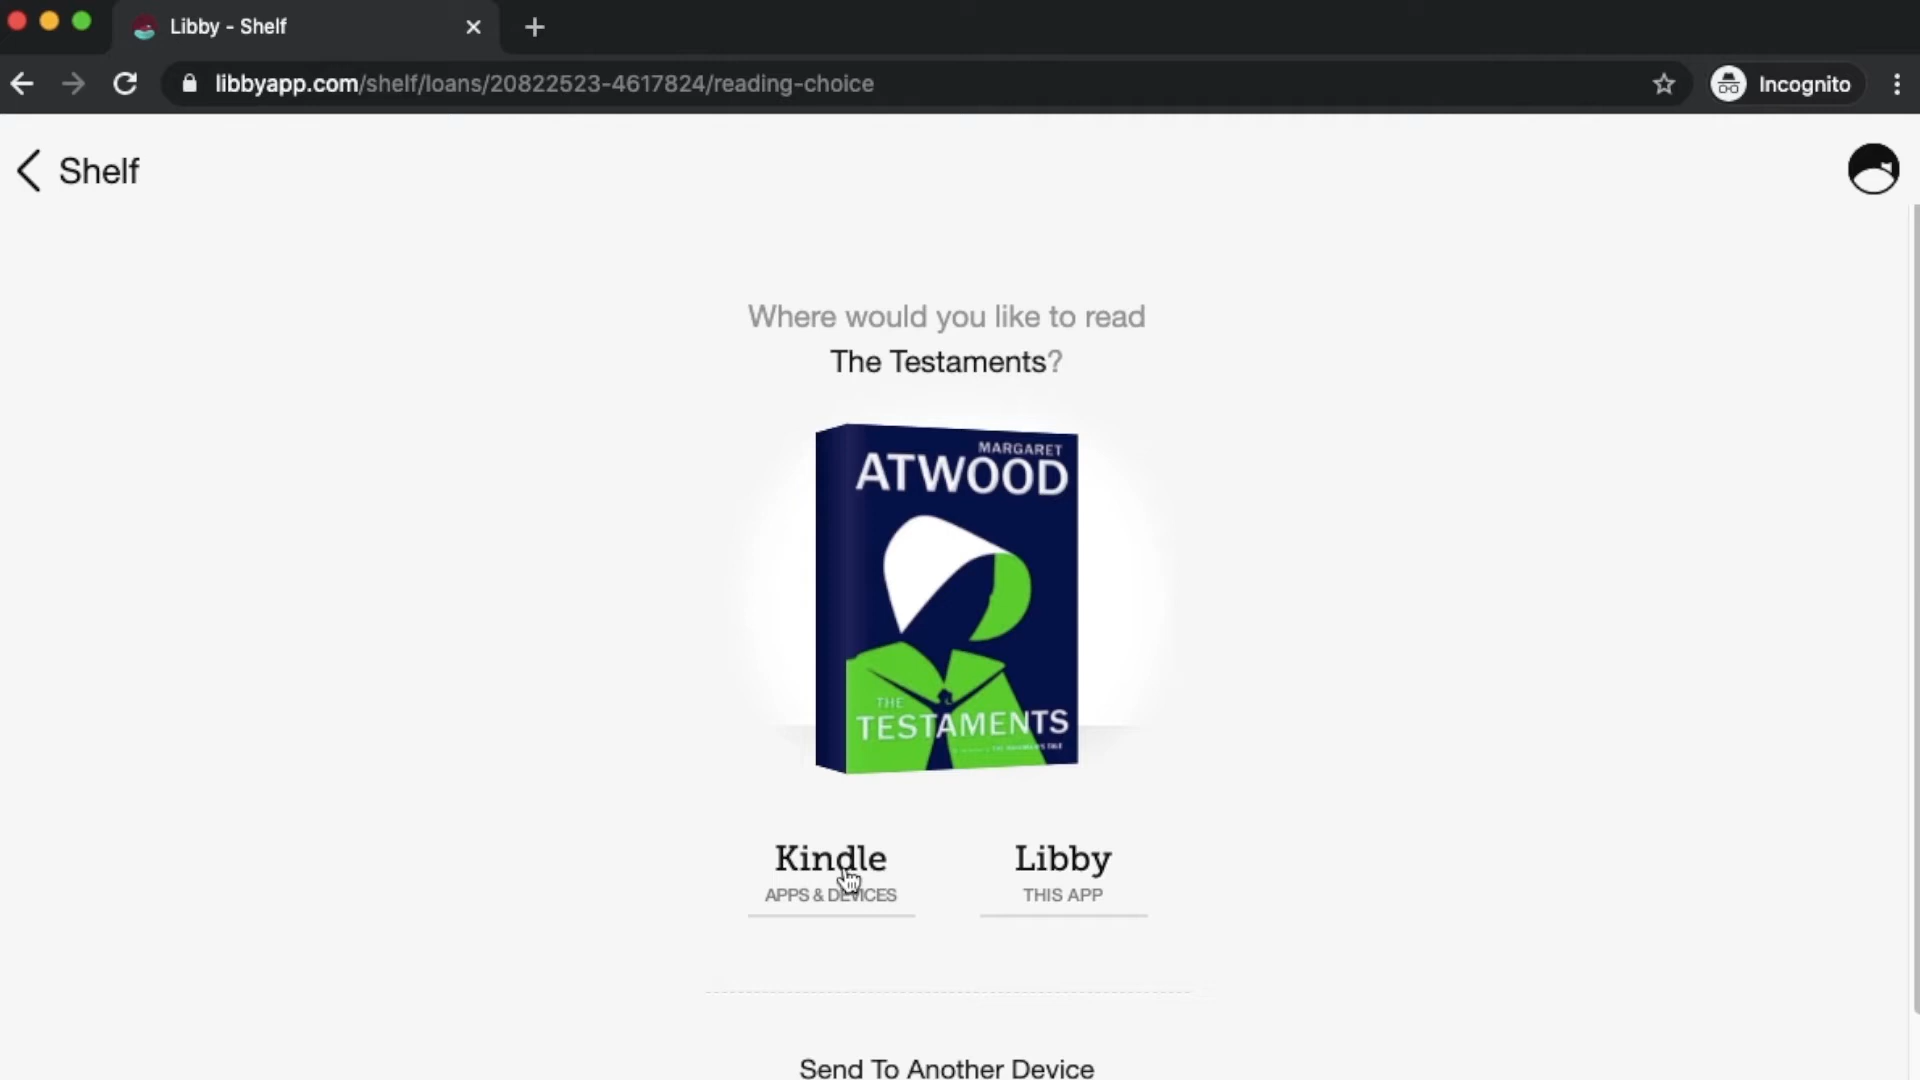 Libby - Shelf
libbyapp.com/shelf/loans/20822523-4617824/reading-choice
Incognito
Shelf
Where would you like to read
The Testaments?
MARGARET
ATWOOD
THE
TESTAMENTS
Kindle
APPS & DEVICES
Libby
THIS APP
Send To Another Device